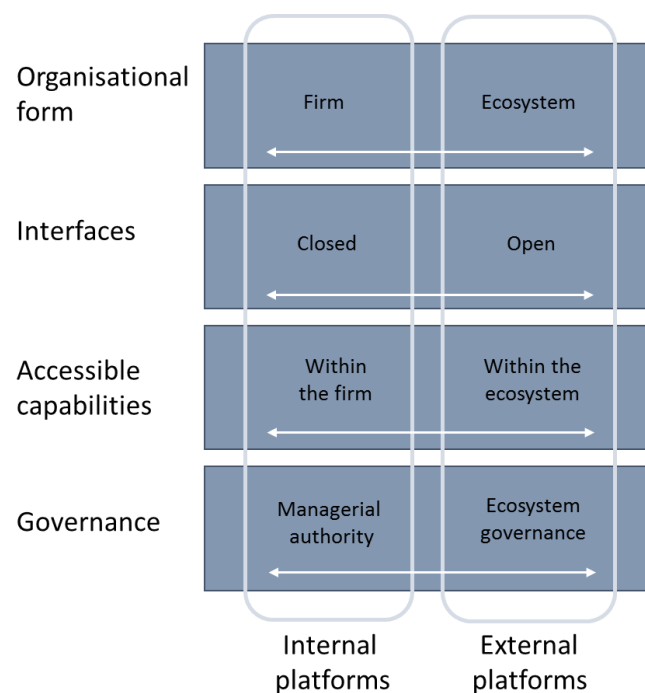 Organisational
form
Firm
Ecosystem
Interfaces
Closed
Open
Accessible
capabilities
Within
the firm
Within the
ecosystem
Governance
Managerial
authority
Ecosystem
governance
Internal
platforms
External
platforms